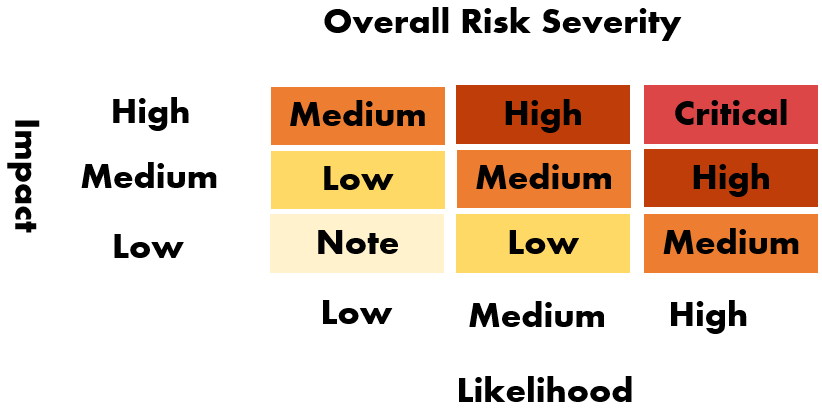 Overall Risk Severity
Impact
High Medium High Critical
Medium Low Medium High
Low Note Low Medium
Low Medium High
Likelihood